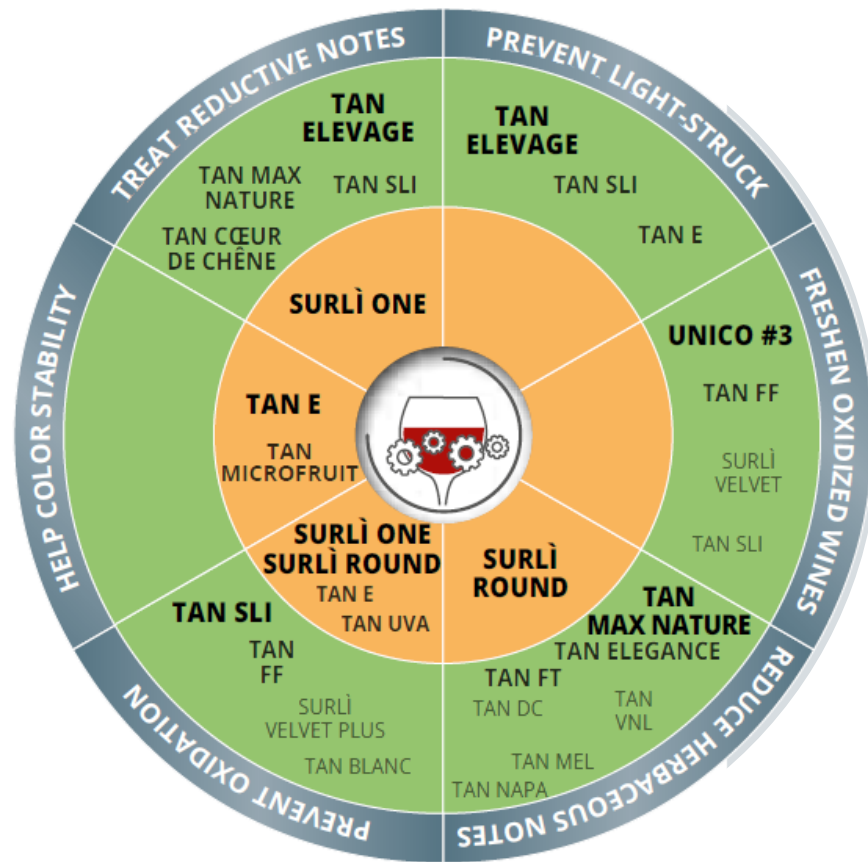 TREAT REDUCTIVE NOTES
TAN
ELEVAGE
TAN MAX
NATURE
TAN SLI
TAN CŒUR
DE CHÊNE
SURLÌ ONE
PREVENT LIGHT-STRUCK
TAN
ELEVAGE
TAN SLI
TAN E
FRESHEN OXIDIZED WINES
UNICO #3
TAN FF
SURLÌ
VELVET
TAN SLI
REDUCE HERBACEOUS NOTES
SURLÌ
ROUND
TAN
MAX NATURE
TAN ELEGANCE
TAN FT
TAN DC
TAN
VNL
TAN MEL
TAN NAPA
PREVENT OXIDATION
SURLÌ ONE
SURLÌ ROUND
TAN E
TAN UVA
TAN SLI
TAN
FF
SURLÌ
VELVET PLUS
TAN BLANC
HELP COLOR STABILITY
TAN E
TAN
MICROFRUIT